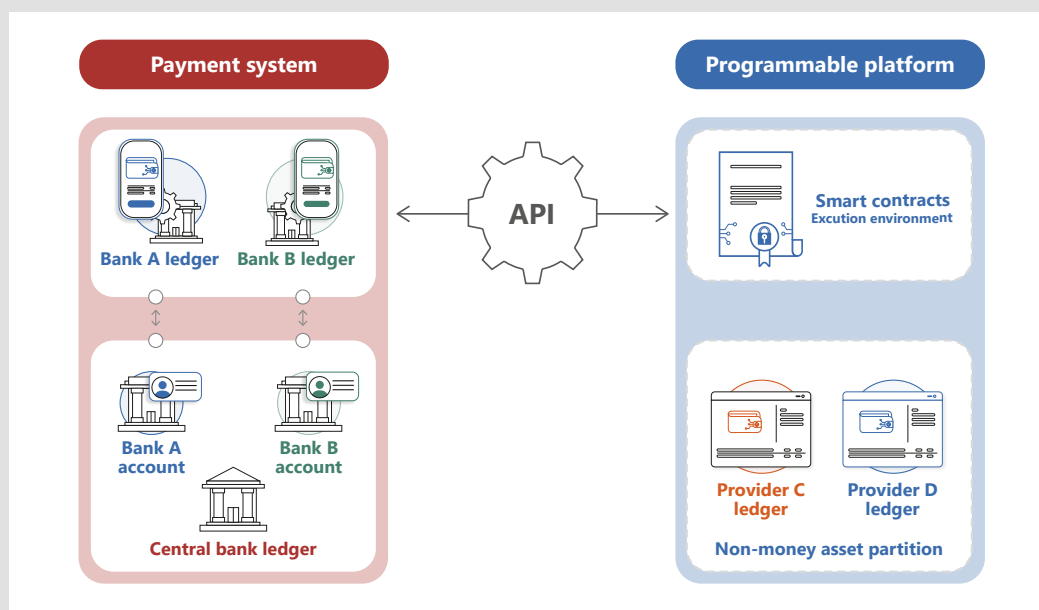 Payment system
Programmable platform
Bank A ledger
Bank B ledger
API
Smart contracts
Excution environment
Bank A
account
Bank B
account
Central bank ledger
Provider C
ledger
Provider D
ledger
Non-money asset partition